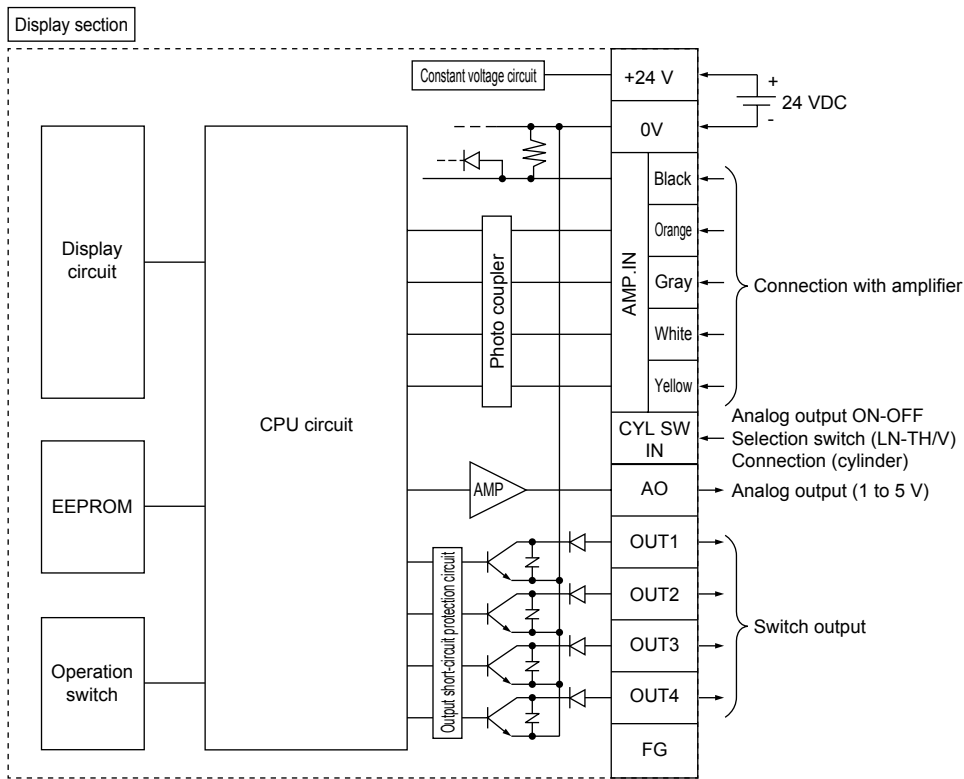 Display section
Constant voltage circuit
+24 V
+
24 VDC
-
0V
Black
Orange
Gray
White
Yellow
AMP.IN
Connection with amplifier
Photo coupler
Display
circuit
CPU circuit
EEPROM
Operation
switch
CYL SW
IN
Analog output ON-OFF
Selection switch (LN-TH/V)
Connection (cylinder)
AMP
AO
Analog output (1 to 5 V)
Output short-circuit protection circuit
OUT1
OUT2
OUT3
OUT4
Switch output
FG